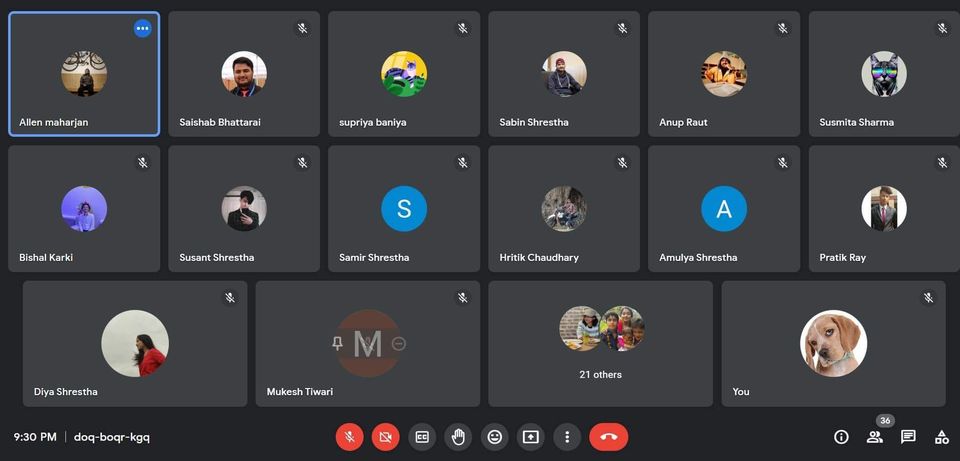 Allen maharjan
Saishab Bhattarai
supriya baniya
Sabin Shrestha
Anup Raut
Susmita Sharma
Bishal Karki
Susant Shrestha
S
Samir Shrestha
Hritik Chaudhary
A
Amulya Shrestha
Pratik Ray
Diya Shrestha
M
Mukesh Tiwari
21 others
You
9:30 PM | doq-boqr-kgq
CC
36